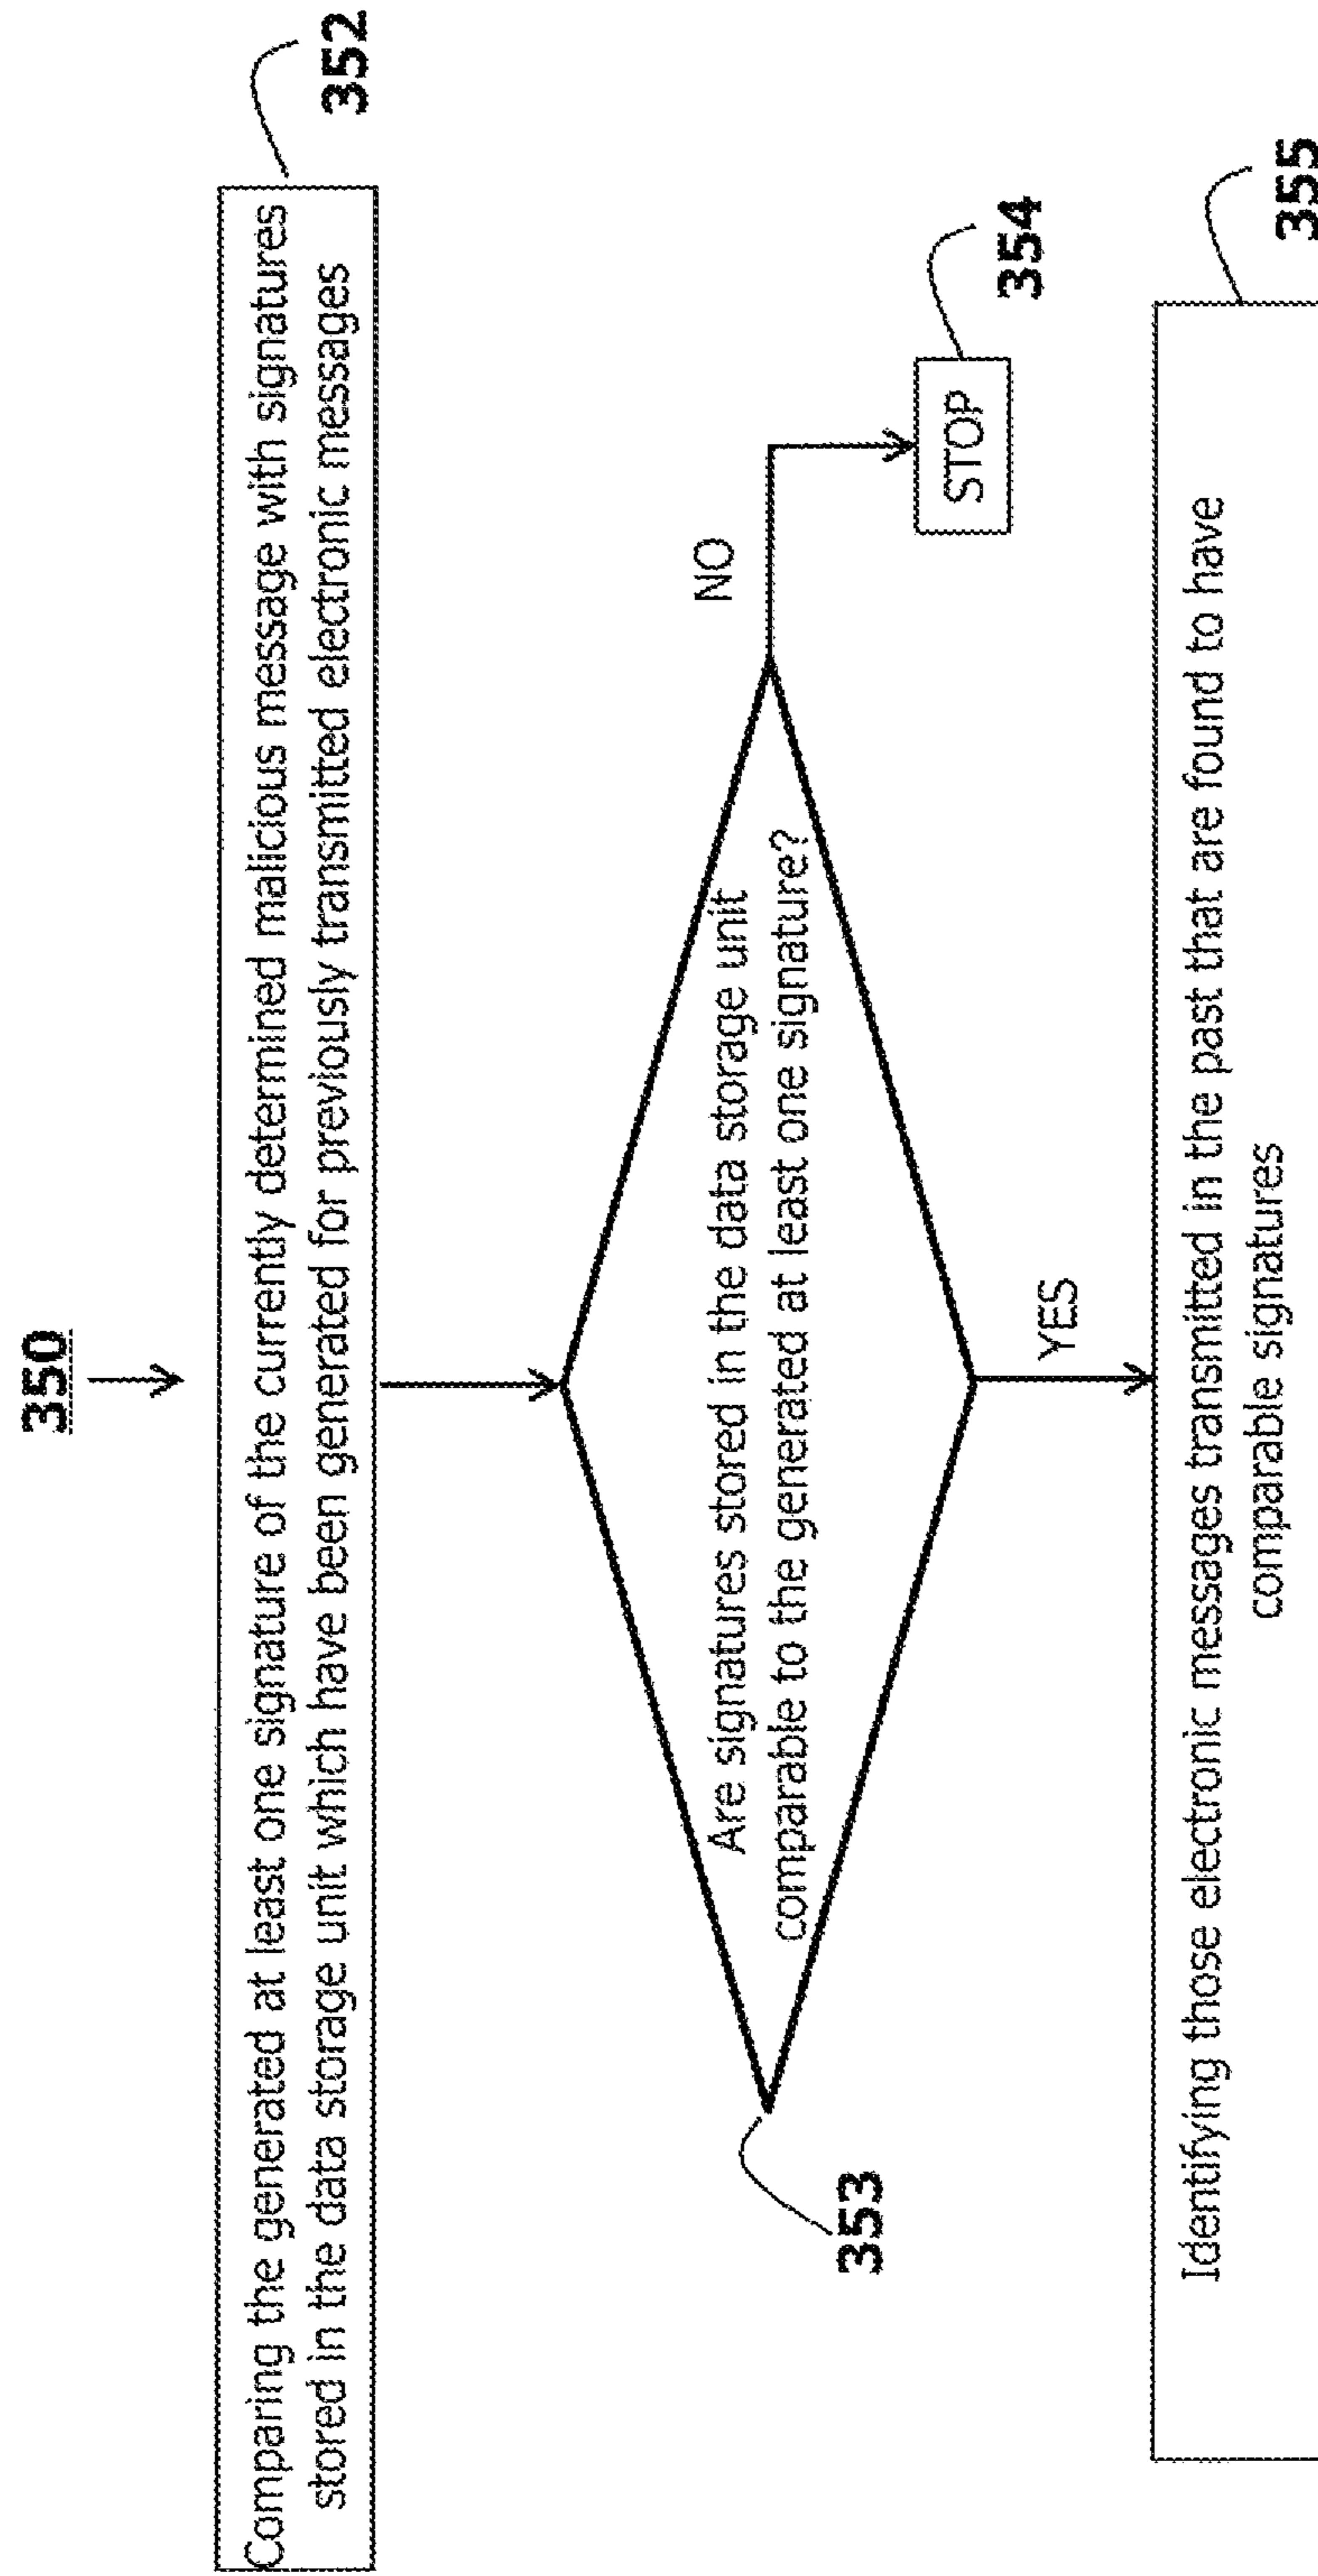 350
352
Comparing the generated at least one signature of the currently determined malicious message with signatures
stored in the data storage unit which have been generated for previously transmitted electronic messages
353
Are signatures stored in the data storage unit
comparable to the generated at least one signature?
NO
STOP
354
YES
355
Identifying those electronic messages transmitted in the past that are found to have
comparable signatures